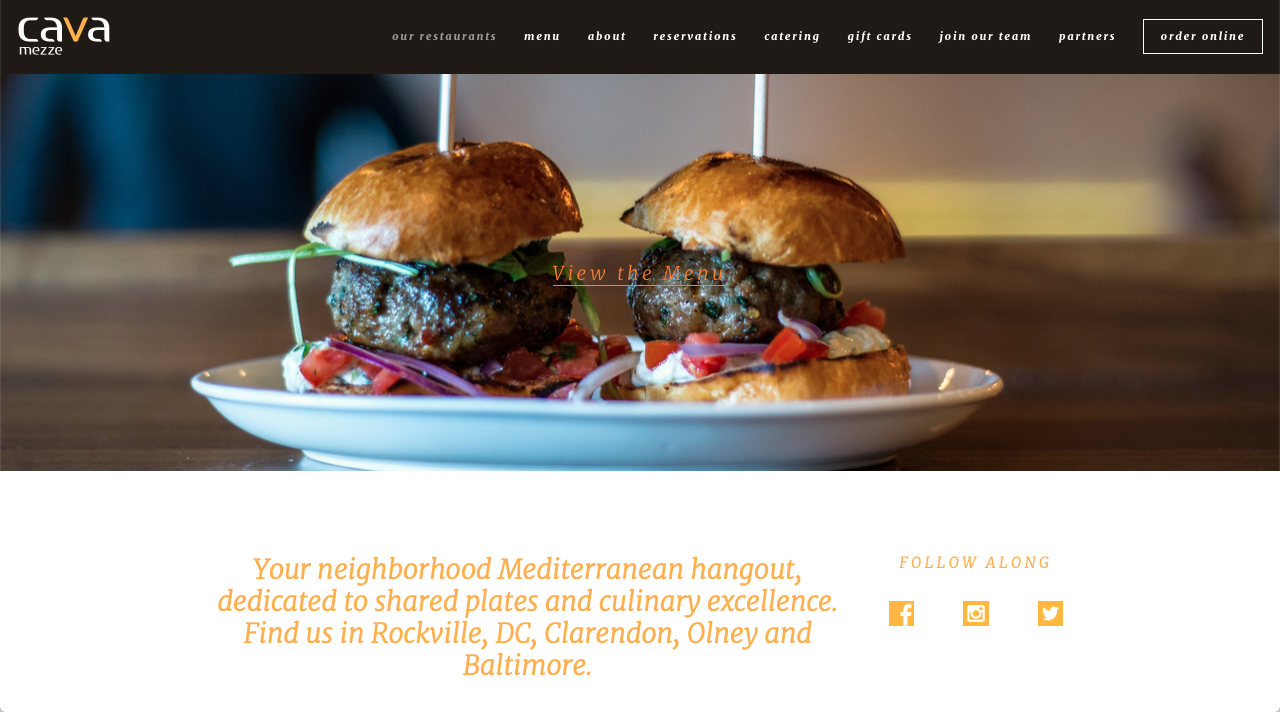 cava
mezze
our restaurants menu about reservations catering gift cards join our team partners order online
View the Menu
Your neighborhood Mediterranean hangout,
dedicated to shared plates and culinary excellence.
Find us in Rockville, DC, Clarendon, Olney and
Baltimore.
FOLLOW ALONG